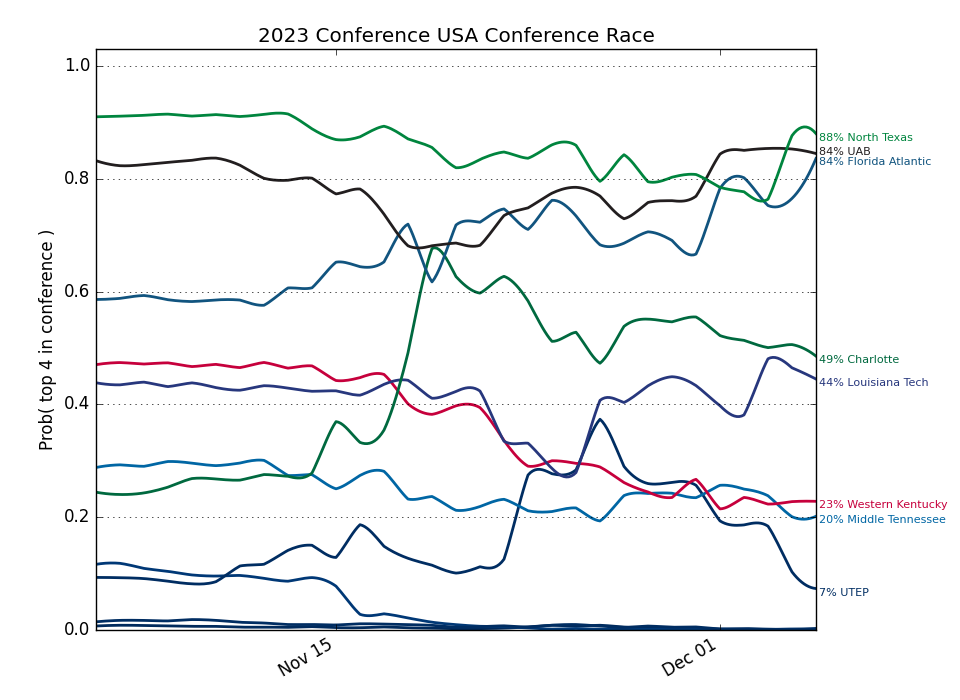 2023 Conference USA Conference Race
Prob( top 4 in conference )
1.0
0.8
0.6
0.4
0.2
0.0
Nov 15
Dec 01
88% North Texas
84% UAB
84% Florida Atlantic
49% Charlotte
44% Louisiana Tech
23% Western Kentucky
20% Middle Tennessee
7% UTEP